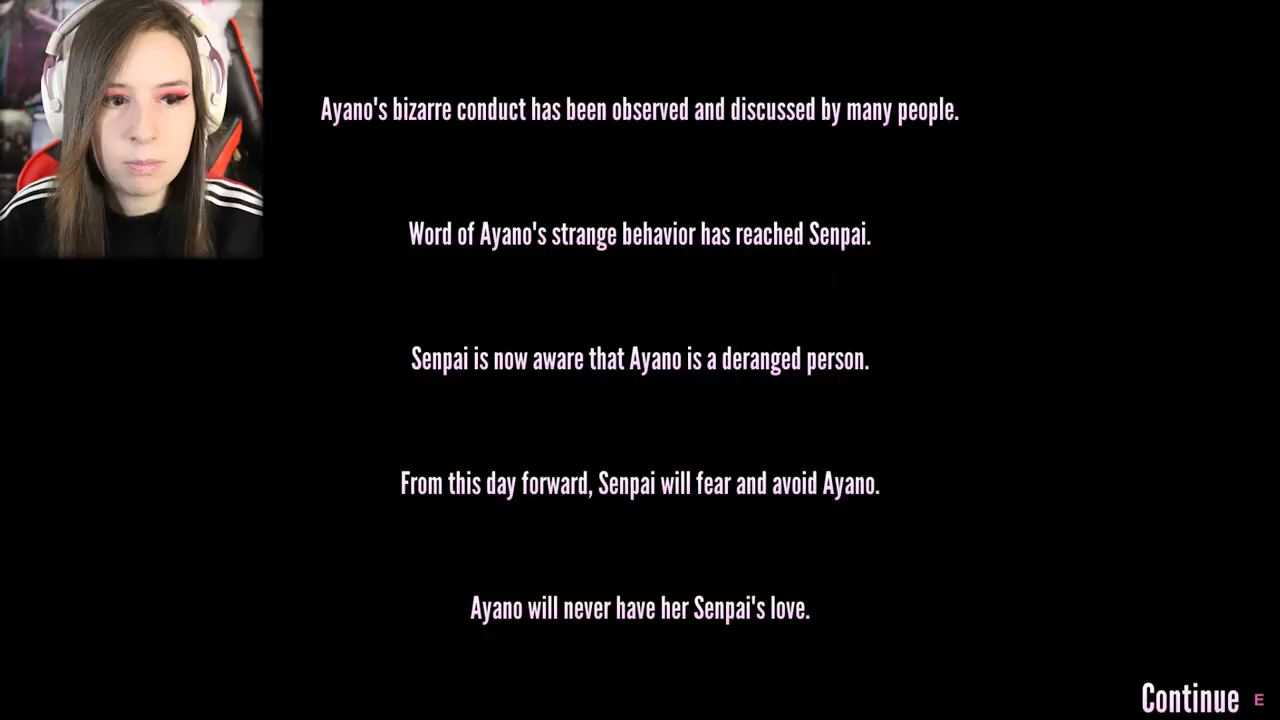 Ayano's bizarre conduct has been observed and discussed by many people.
Word of Ayano's strange behavior has reached Senpai.
Senpai is now aware that Ayano is a deranged person.
From this day forward, Senpai will fear and avoid Ayano.
Ayano will never have her Senpai's love.
Continue E